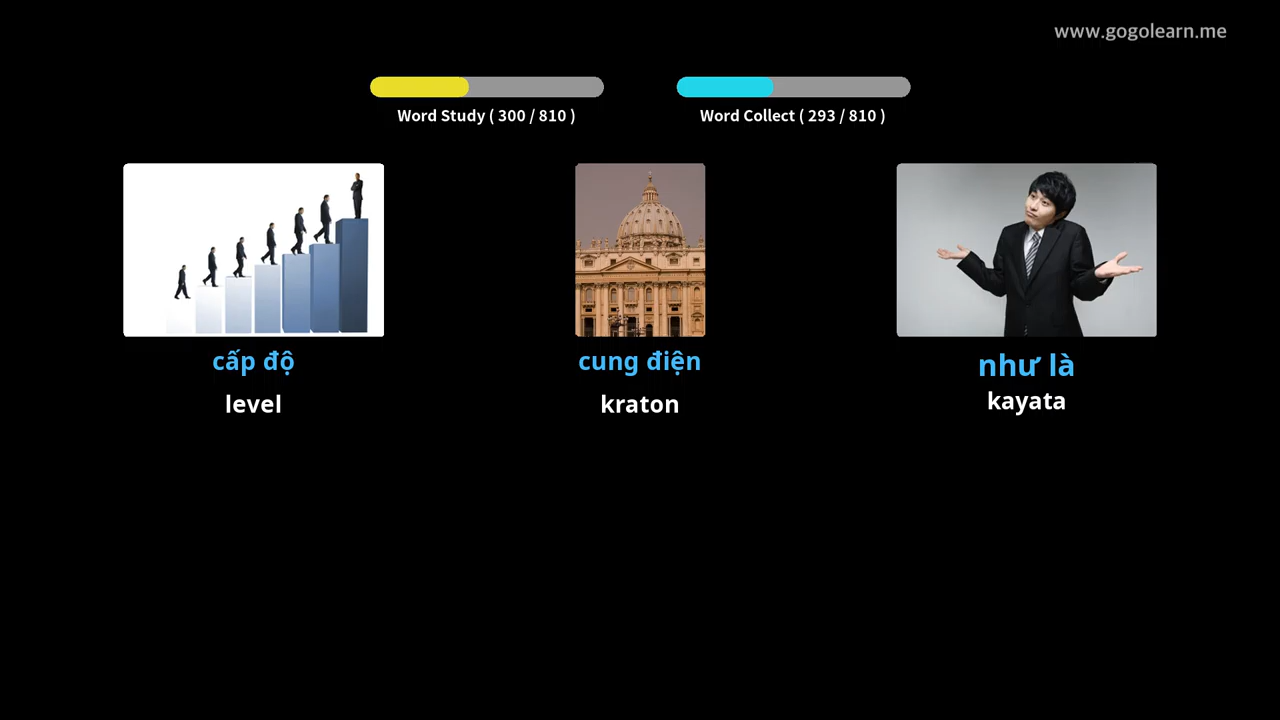 www.gogolearn.me
Word Study ( 300 / 810 )
Word Collect ( 293 / 810 )
cấp độ
cung điện
như là
level
kraton
kayata